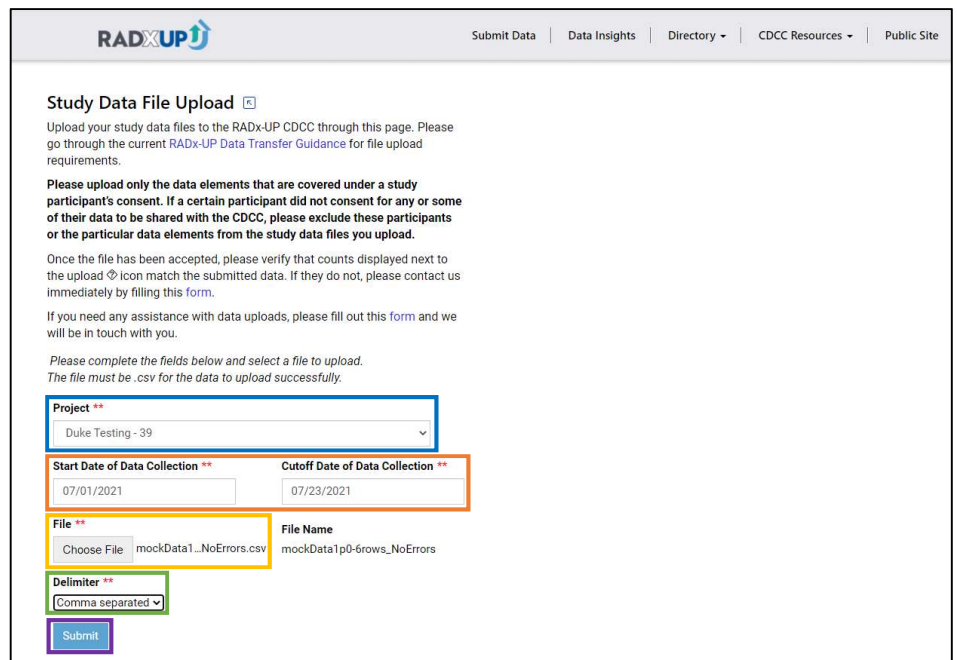 RADXUP
Submit Data | Data Insights | Directory | CDCC Resources | Public Site
Study Data File Upload
Upload your study data files to the RADx-UP CDCC through this page. Please
go through the current RADx-UP Data Transfer Guidance for file upload
requirements.
Please upload only the data elements that are covered under a study
participant's consent. If a certain participant did not consent for any or some
of their data to be shared with the CDCC, please exclude these participants
or the particular data elements from the study data files you upload.
Once the file has been accepted, please verify that counts displayed next to
the upload icon match the submitted data. If they do not, please contact us
immediately by filling this form.
If you need any assistance with data uploads, please fill out this form and we
will be in touch with you.
Please complete the fields below and select a file to upload.
The file must be .csv for the data to upload successfully.
Project **
Duke Testing - 39
Start Date of Data Collection ** Cutoff Date of Data Collection **
07/01/2021 07/23/2021
File ** File Name
Choose File mockData1...NoErrors.csv mockData1p0-6rows_NoErrors
Delimiter **
Comma separated
Submit